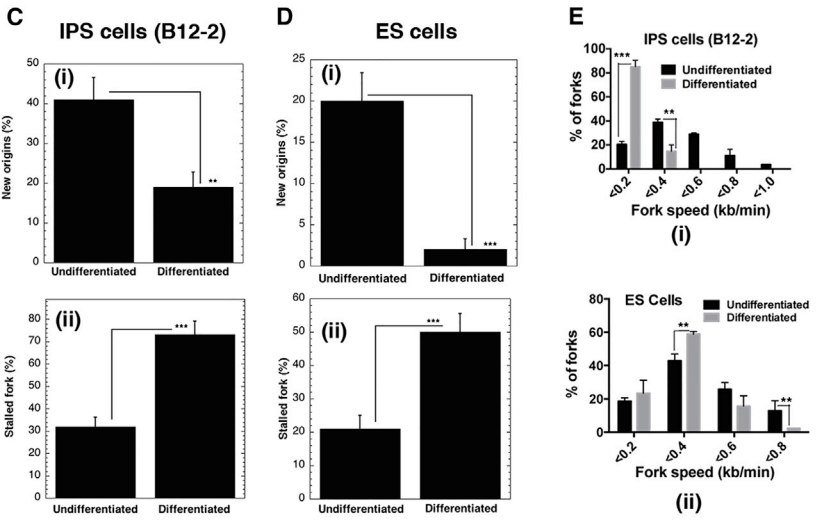 C
IPS cells (B12-2)
(i)
New origins (%)
50
40
30
20
10
0
**
Undifferentiated
Differentiated
(ii)
Stalled fork (%)
80
70
60
50
40
30
20
10
0
***
Undifferentiated
Differentiated
D
ES cells
(i)
New origins (%)
25
20
15
10
5
0
***
Undifferentiated
Differentiated
(ii)
Stalled fork (%)
60
50
40
30
20
10
0
***
Undifferentiated
Differentiated
E
IPS cells (B12-2)
% of forks
100
80
60
40
20
0
***
**
Undifferentiated
Differentiated
<0.2
<0.4
<0.6
<0.8
<1.0
Fork speed (kb/min)
(i)
ES Cells
% of forks
80
60
40
20
0
**
**
Undifferentiated
Differentiated
<0.2
<0.4
<0.6
<0.8
Fork speed (kb/min)
(ii)